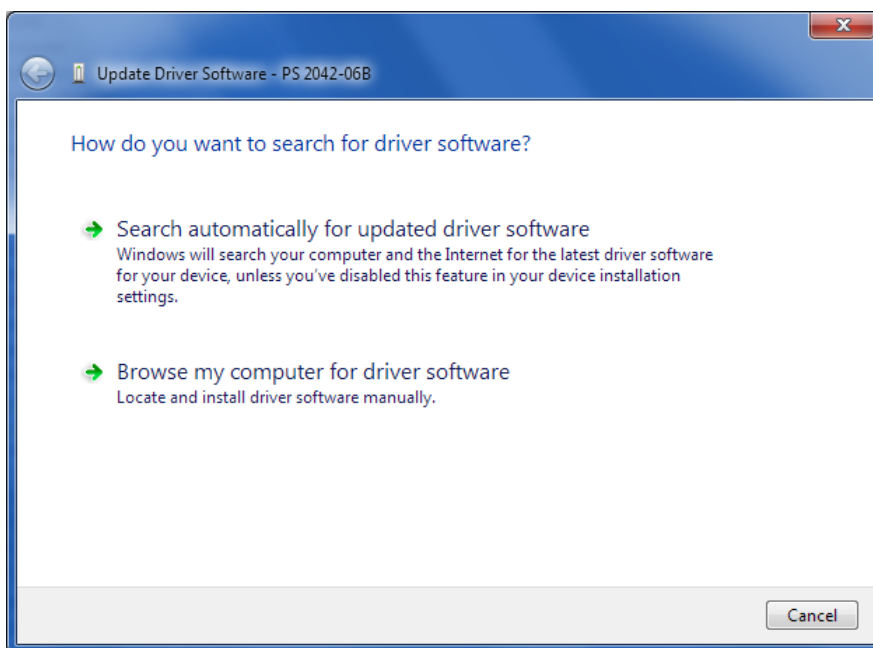 Update Driver Software - PS 2042-06B
How do you want to search for driver software?
Search automatically for updated driver software
Windows will search your computer and the Internet for the latest driver software
for your device, unless you've disabled this feature in your device installation
settings.
Browse my computer for driver software
Locate and install driver software manually.
Cancel